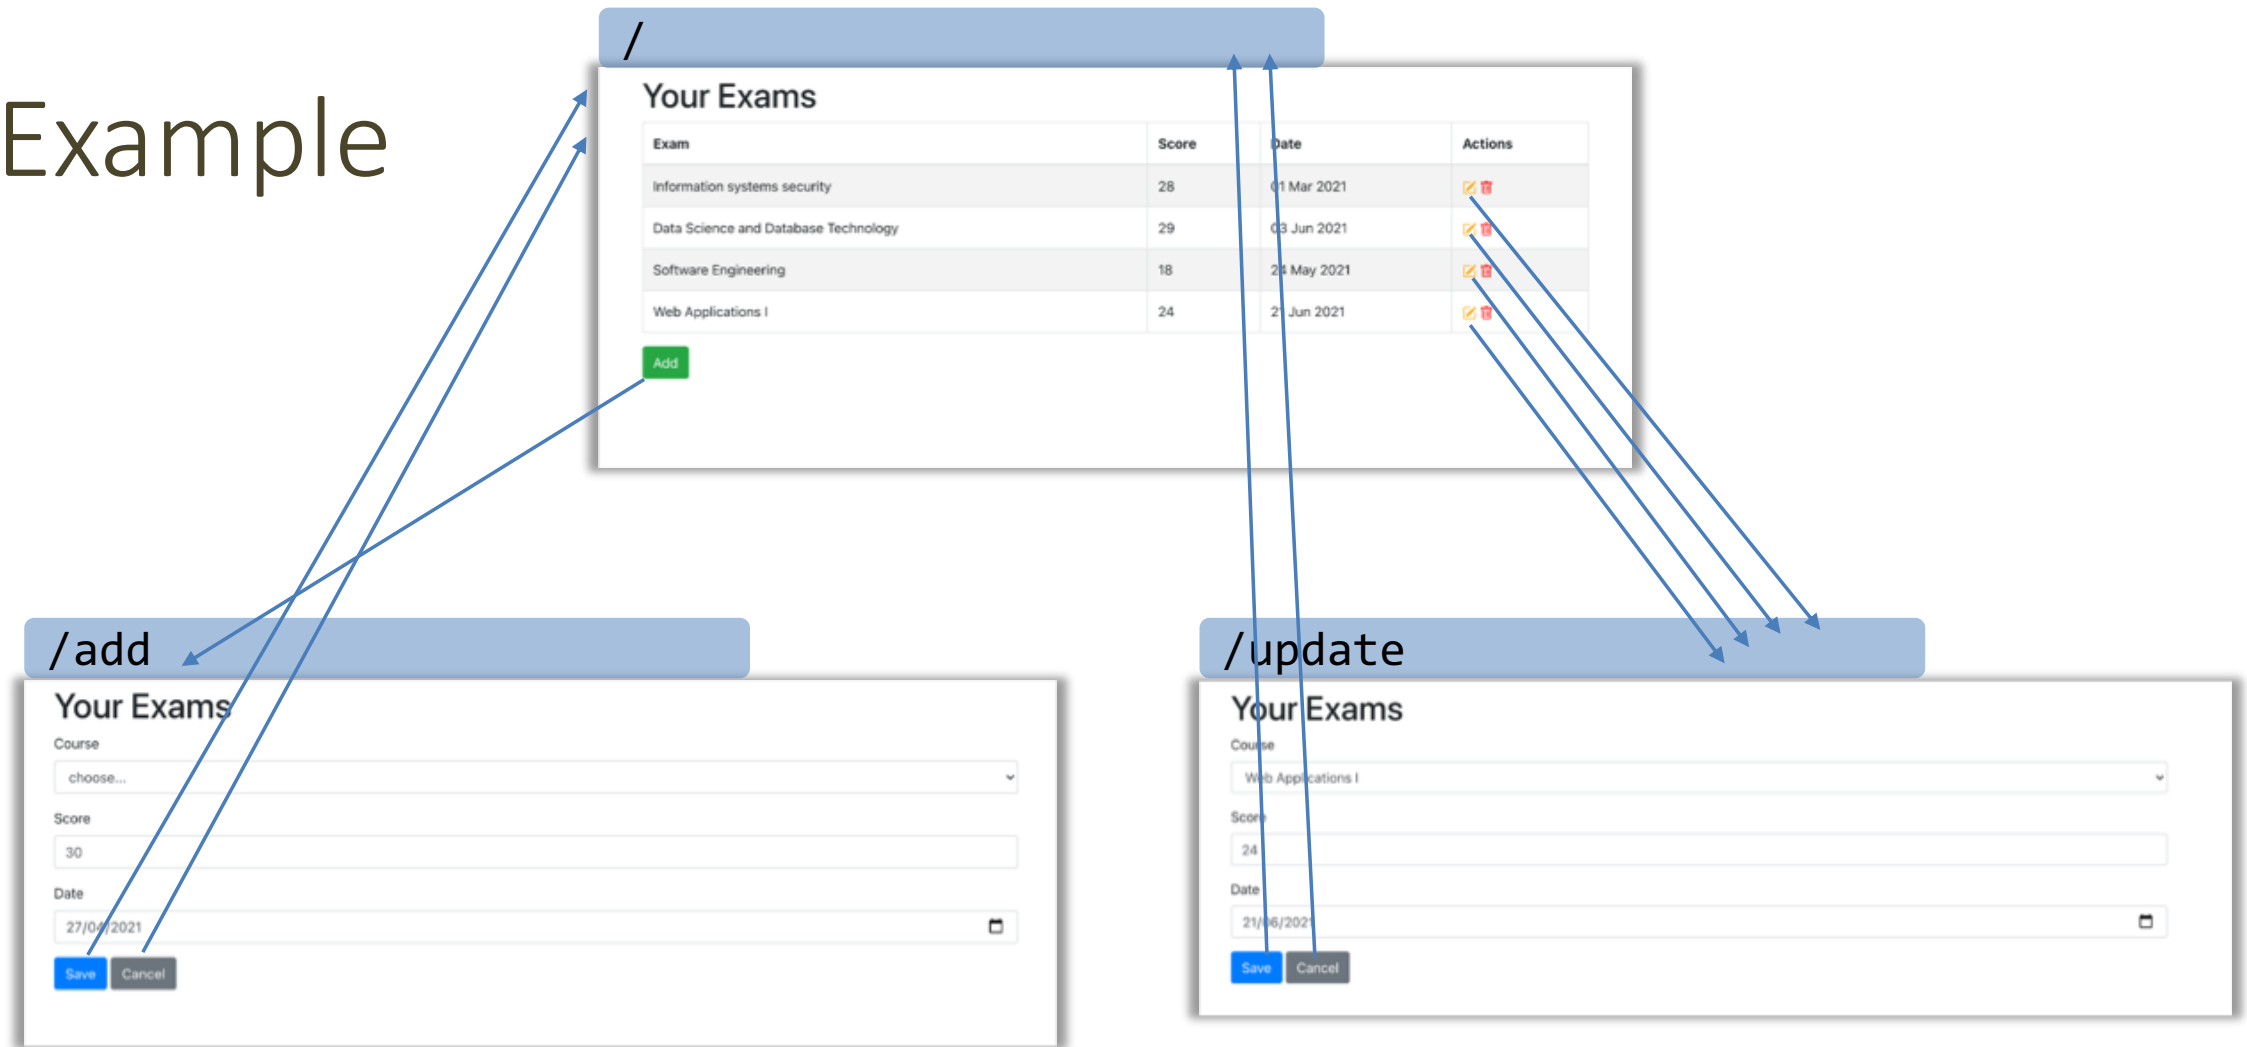 /
Example
Your Exams
Exam Score Date Actions
Information systems security 28 01 Mar 2021
Data Science and Database Technology 29 03 Jun 2021
Software Engineering 18 24 May 2021
Web Applications I 24 21 Jun 2021
Add
/add
Your Exams
Course
choose...
Score
30
Date
27/04/2021
Save Cancel
/update
Your Exams
Course
Web Applications I
Score
24
Date
21/06/2021
Save Cancel